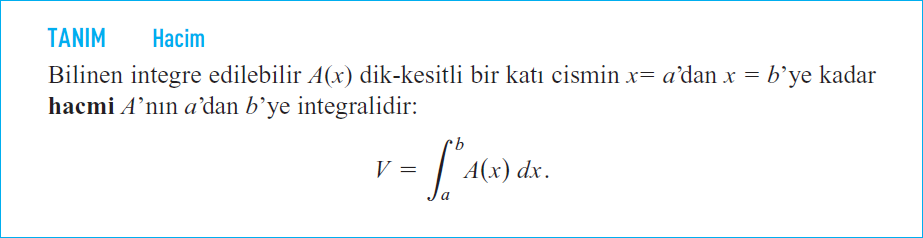 TANIM Hacim
Bilinen integre edilebilir A(x) dik-kesitli bir katı cismin x= a’dan x = b’ye kadar
hacmi A’nın a’dan b’ye integralidir:
V = ∫_a^b A(x) dx.